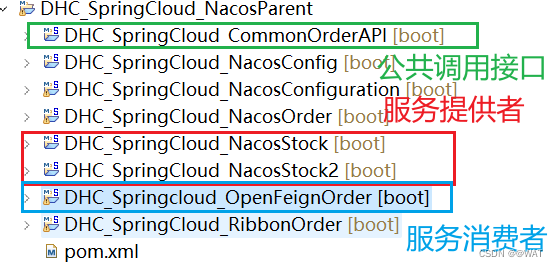 DHC_SpringCloud_NacosParent
DHC_SpringCloud_CommonOrderAPI [boot]
DHC_SpringCloud_NacosConfig [boot]
公共调用接口
DHC_SpringCloud_NacosConfiguration [boot]
DHC_SpringCloud_NacosOrder [boot]
服务提供者
DHC_SpringCloud_NacosStock [boot]
DHC_SpringCloud_NacosStock2 [boot]
DHC_Springcloud_OpenFeignOrder [boot]
DHC_SpringCloud_RibbonOrder [boot]
服务消费者
pom.xml
CSDN @@WAT